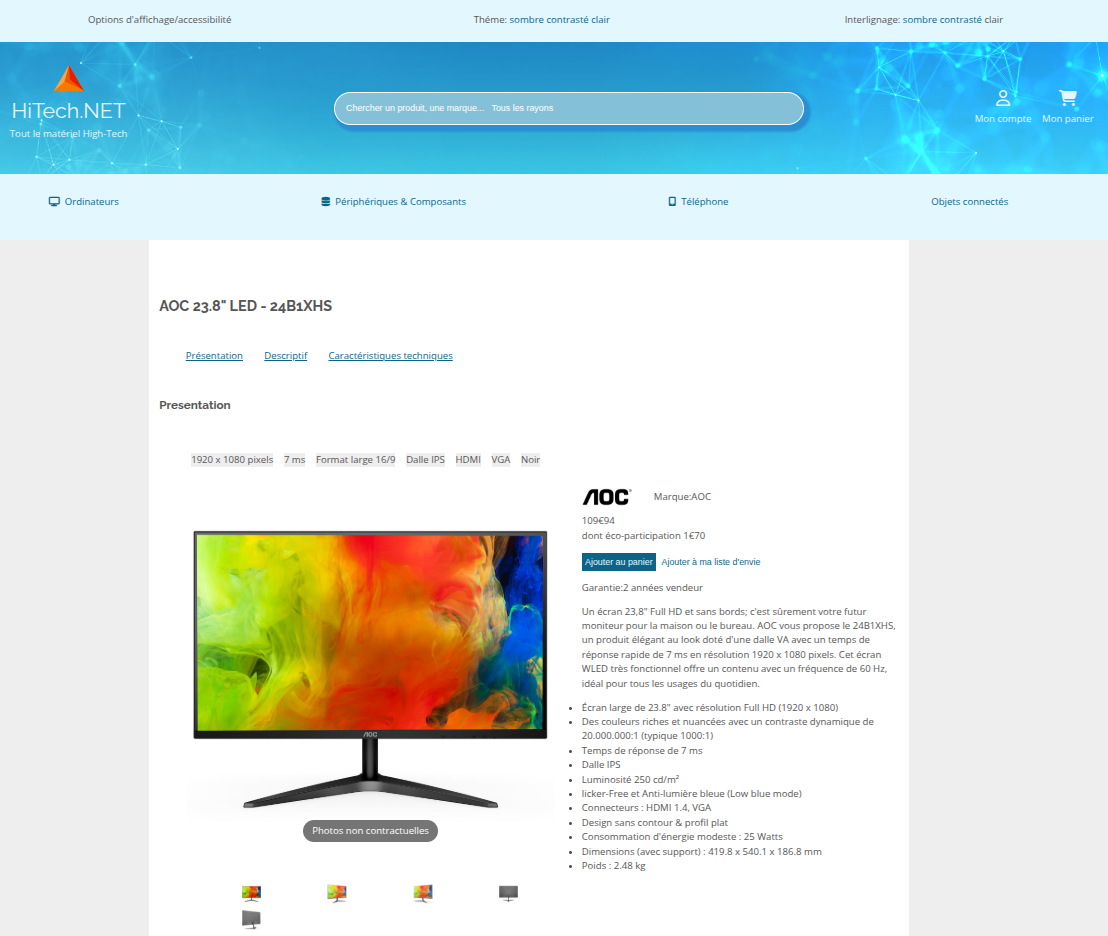 Options d'affichage/accessibilité
Théme: sombre contrasté clair
Interlignage: sombre contrasté clair
HiTech.NET
Tout le matériel High-Tech
Chercher un produit, une marque... Tous les rayons
Mon compte
Mon panier
Ordinateurs
Périphériques & Composants
Téléphone
Objets connectés
AOC 23.8" LED - 24B1XHS
Présentation
Descriptif
Caractéristiques techniques
Presentation
1920 x 1080 pixels
7 ms
Format large 16/9
Dalle IPS
HDMI
VGA
Noir
AOC
Photos non contractuelles
AOC
Marque:AOC
109€94
dont éco-participation 1€70
Ajouter au panier
Ajouter à ma liste d'envie
Garantie:2 années vendeur
Un écran 23,8" Full HD et sans bords; c'est sûrement votre futur
moniteur pour la maison ou le bureau. AOC vous propose le 24B1XHS,
un produit élégant au look doté d'une dalle VA avec un temps de
réponse rapide de 7 ms en résolution 1920 x 1080 pixels. Cet écran
WLED très fonctionnel offre un contenu avec un fréquence de 60 Hz,
idéal pour tous les usages du quotidien.
Écran large de 23.8" avec résolution Full HD (1920 x 1080)
Des couleurs riches et nuancées avec un contraste dynamique de
20.000.000:1 (typique 1000:1)
Temps de réponse de 7 ms
Dalle IPS
Luminosité 250 cd/m²
licker-Free et Anti-lumière bleue (Low blue mode)
Connecteurs : HDMI 1.4, VGA
Design sans contour & profil plat
Consommation d'énergie modeste : 25 Watts
Dimensions (avec support) : 419.8 x 540.1 x 186.8 mm
Poids : 2.48 kg